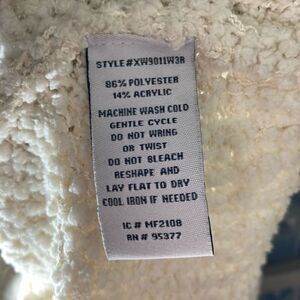 STYLE#XW9011W3R
86% POLYESTER
14% ACRYLIC
MACHINE WASH COLD
GENTLE CYCLE
DO NOT WRING
OR TWIST
DO NOT BLEACH
RESHAPE AND
LAY FLAT TO DRY
COOL IRON IF NEEDED
IC # MF2108
RN # 95377